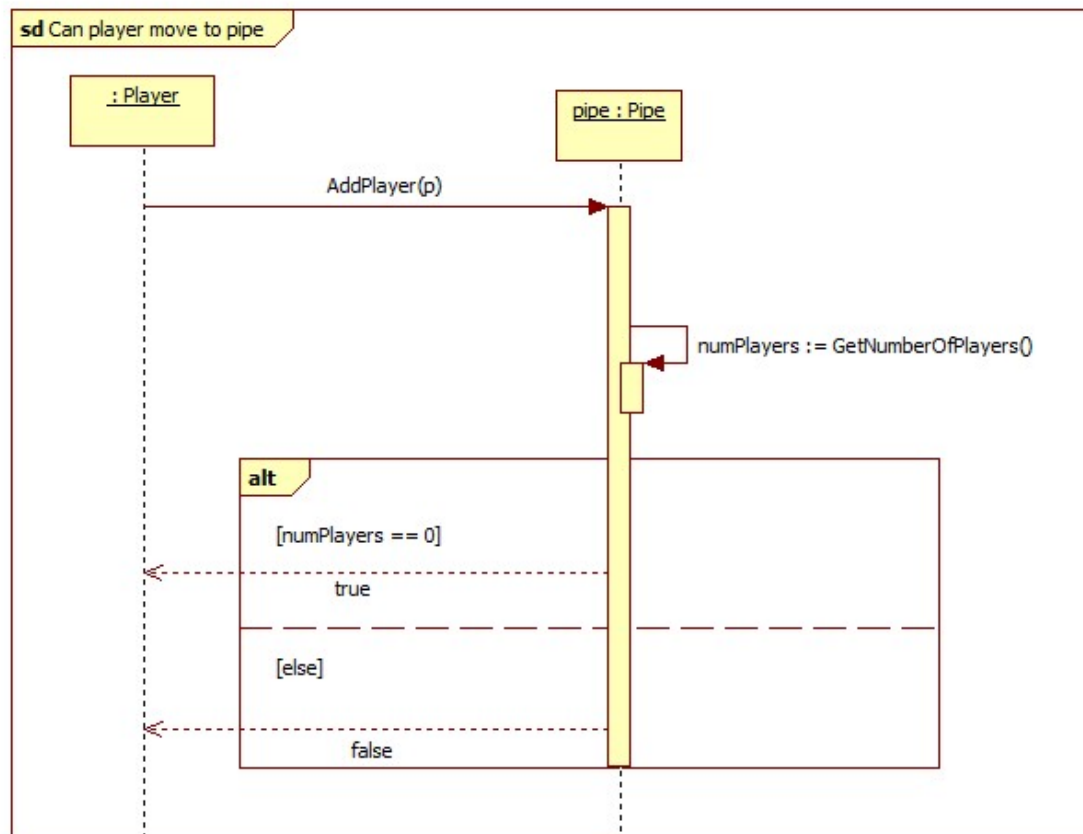 sd Can player move to pipe
: Player
pipe : Pipe
AddPlayer(p)
numPlayers := GetNumberOfPlayers()
alt
[numPlayers == 0]
true
[else]
false